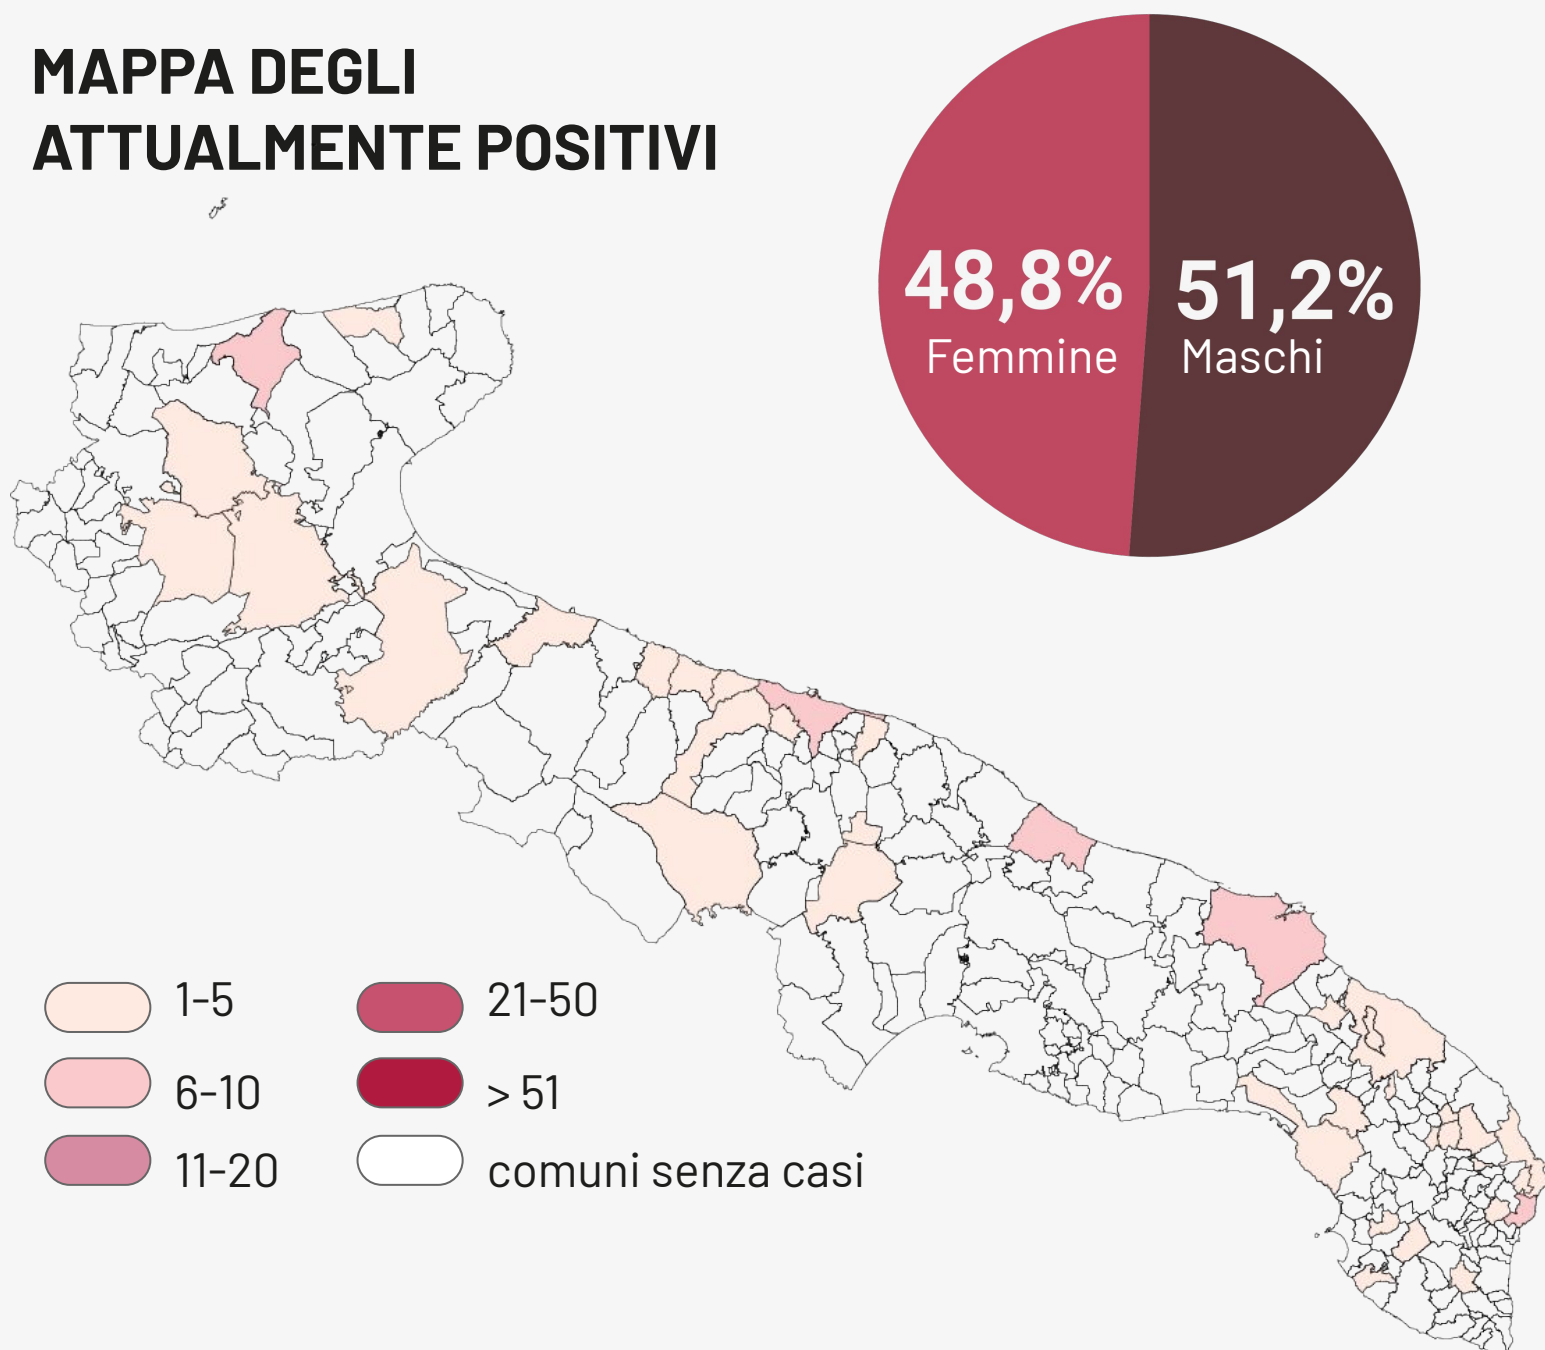 MAPPA DEGLI
ATTUALMENTE POSITIVI
48,8%
Femmine
51,2%
Maschi
1-5
6-10
11-20
21-50
> 51
comuni senza casi